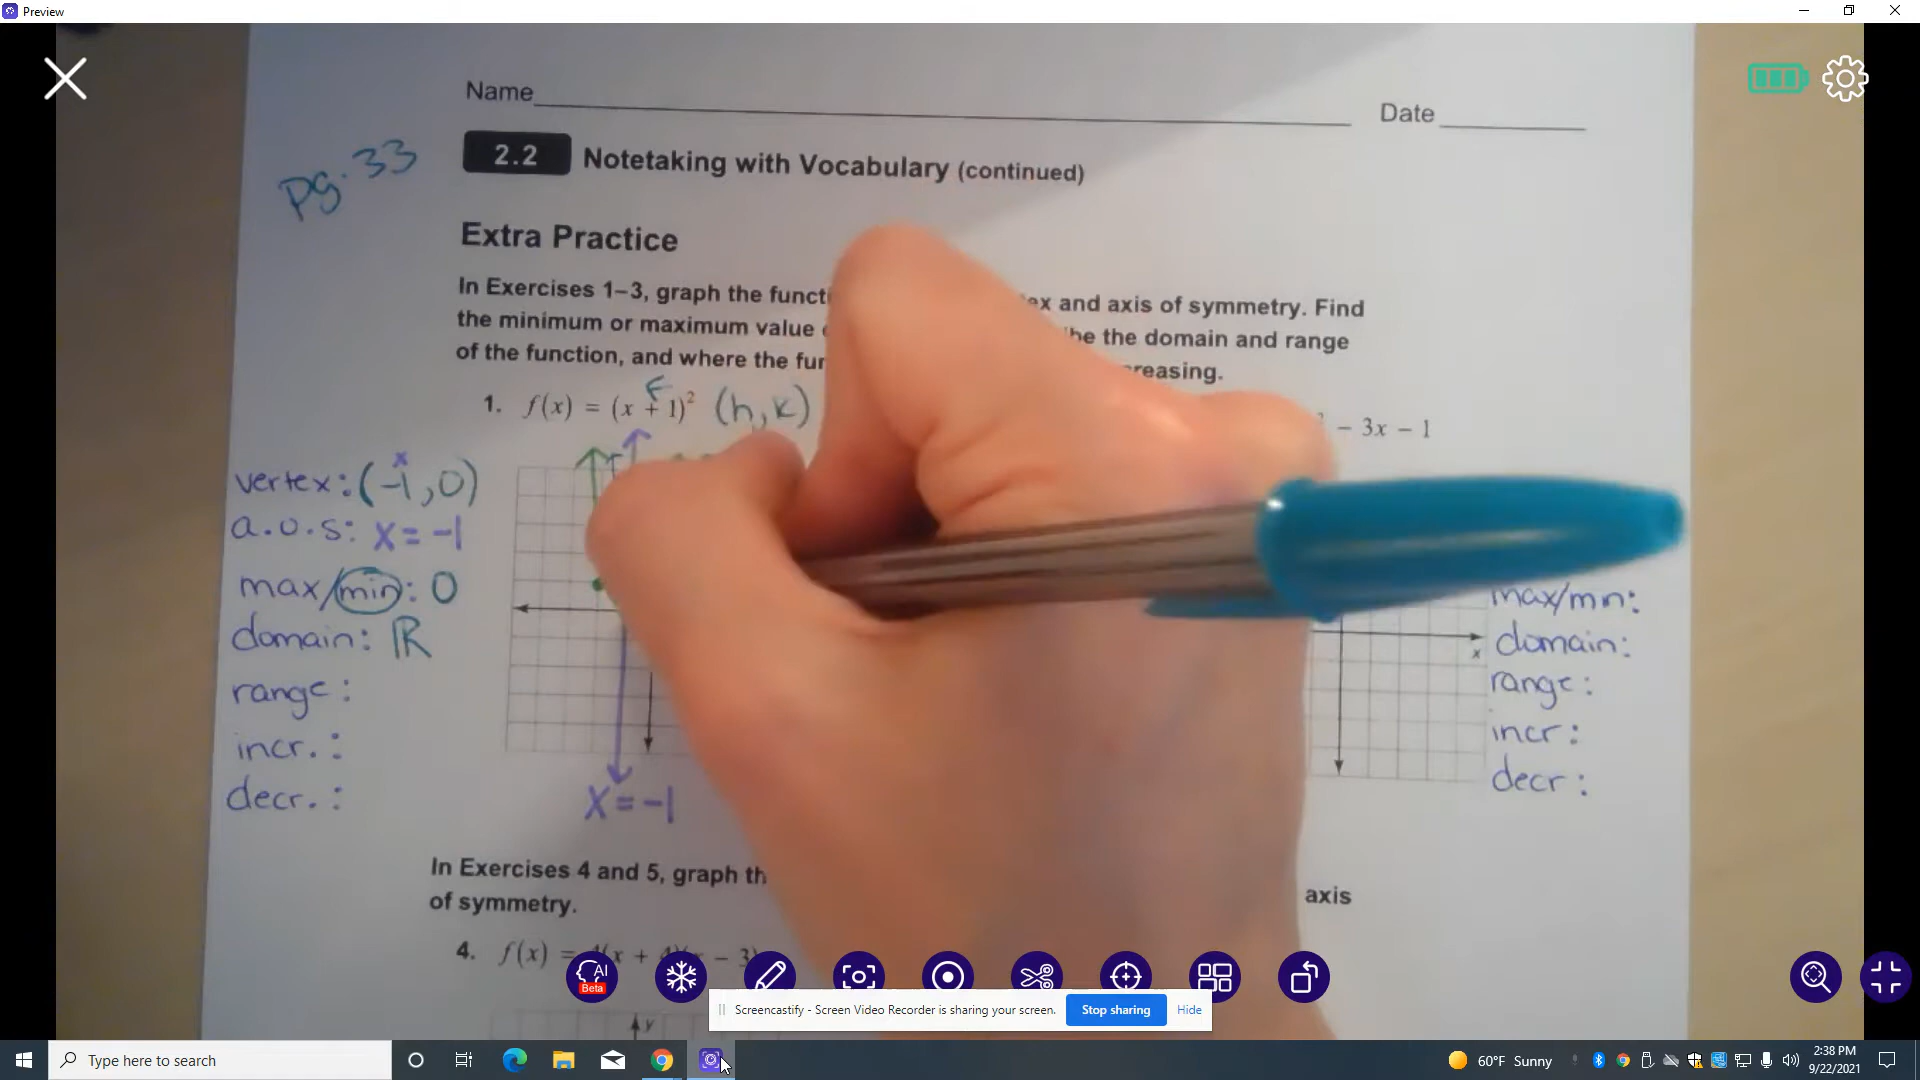 Preview
Name Date
pg. 33
2.2 Notetaking with Vocabulary (continued)
Extra Practice
In Exercises 1–3, graph the funct ex and axis of symmetry. Find
the minimum or maximum value be the domain and range
of the function, and where the fun reasing.
1. f(x) = (x + 1)² (h, k)
− 3x − 1
vertex: (-1, 0)
x
a.o.s: x = -1
max/min: 0
domain: ℝ
range:
incr. :
decr. :
x = -1
max/min:
x domain:
range:
incr:
decr:
In Exercises 4 and 5, graph th axis
of symmetry.
4. f(x) = 4(x + 4)(x − 3)
y
AI
Beta
Screencastify - Screen Video Recorder is sharing your screen. Stop sharing Hide
Type here to search
60°F Sunny
2:38 PM
9/22/2021